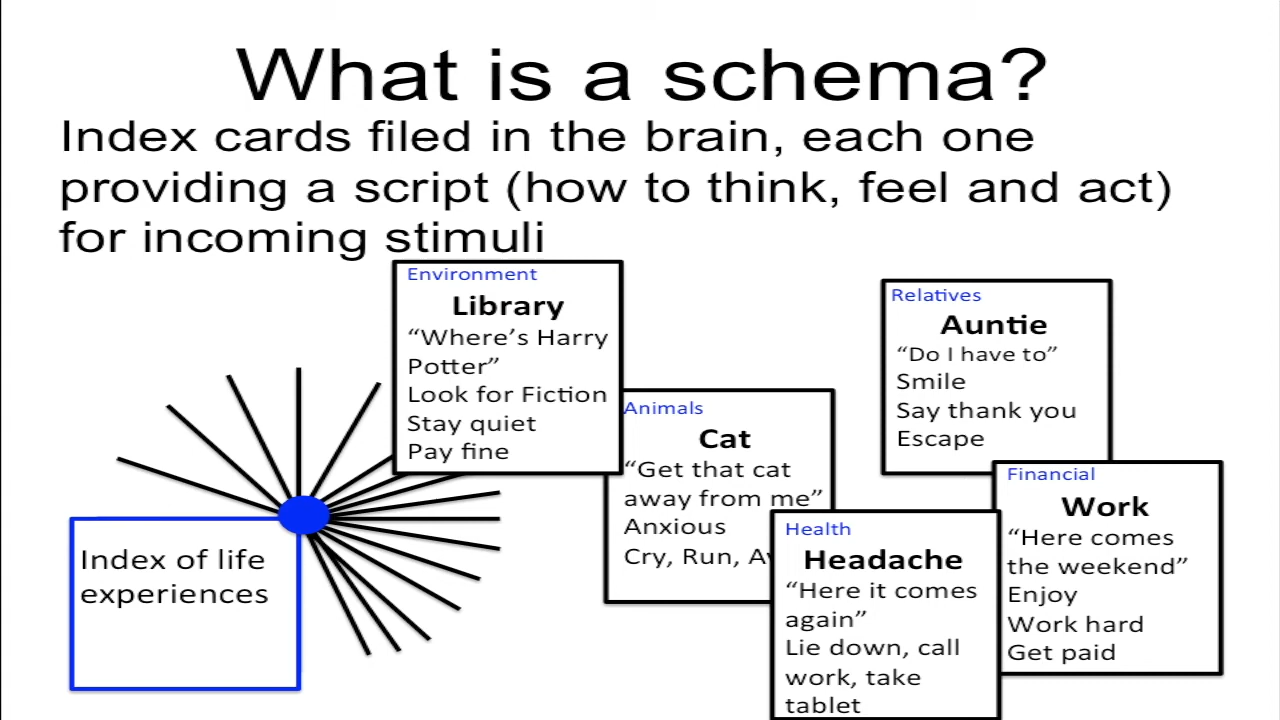 What is a schema?
Index cards filed in the brain, each one
providing a script (how to think, feel and act)
for incoming stimuli
Environment
Library
“Where’s Harry
Potter”
Look for Fiction
Stay quiet
Pay fine
Animals
Cat
“Get that cat
away from me”
Anxious
Cry, Run,
Relatives
Auntie
“Do I have to”
Smile
Say thank you
Escape
Health
Headache
“Here it comes
again”
Lie down, call
work, take
tablet
Financial
Work
“Here comes
the weekend”
Enjoy
Work hard
Get paid
Index of life
experiences